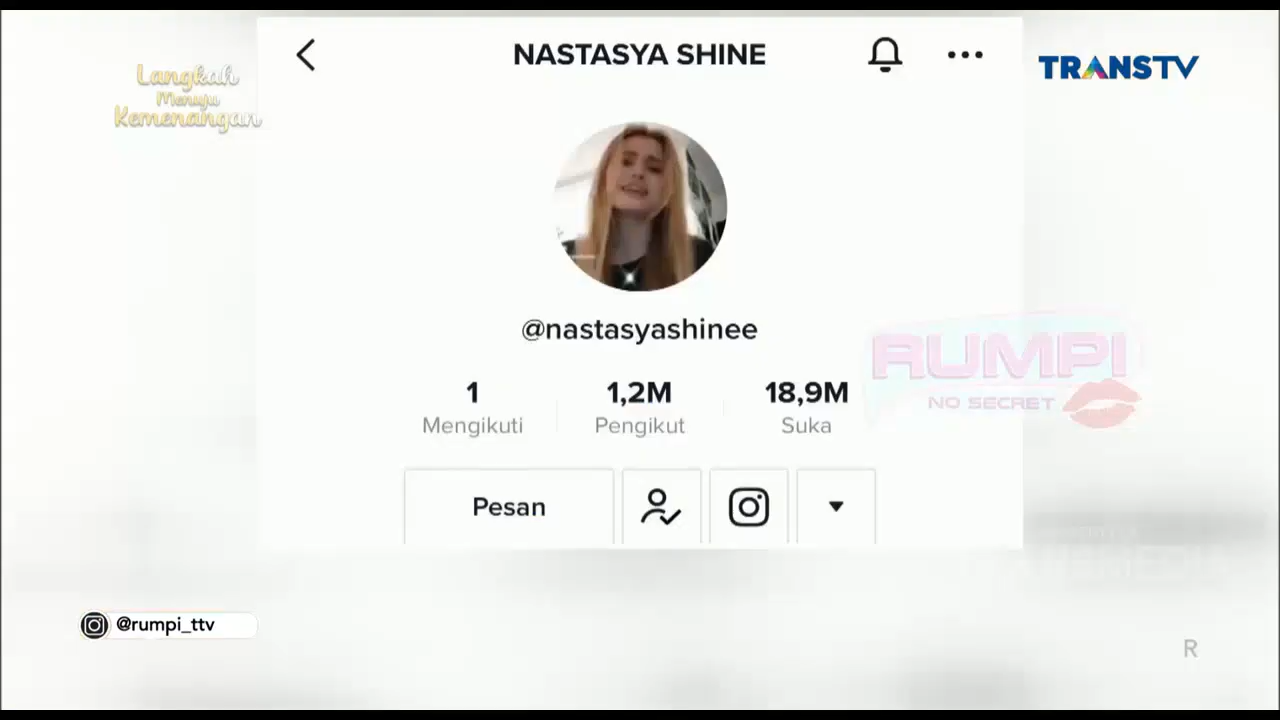 NASTASYA SHINE
TRANSTV
Langkah
Menuju
Kemenangan
@nastasyashinee
1
1,2M
18,9M
Mengikuti
Pengikut
Suka
RUMPI
NO SECRET
Pesan
@rumpi_ttv
R